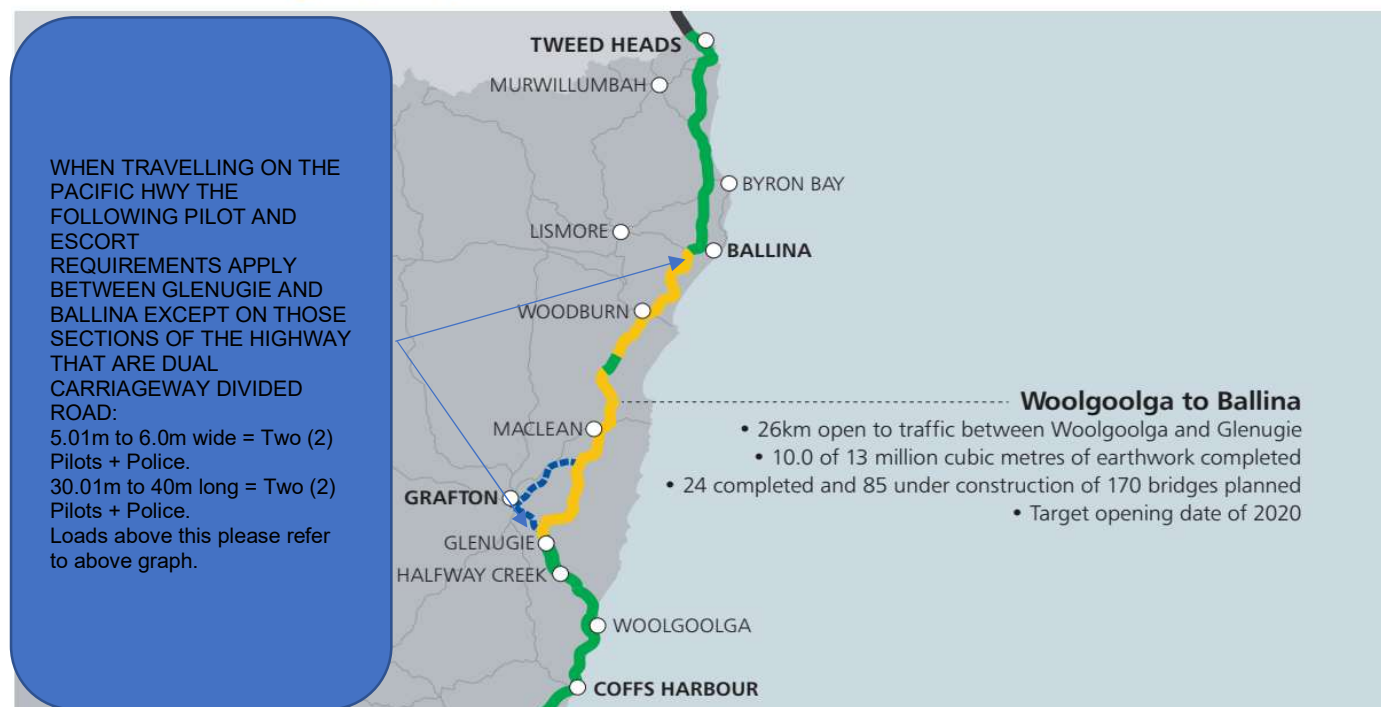 WHEN TRAVELLING ON THE
PACIFIC HWY THE
FOLLOWING PILOT AND
ESCORT
REQUIREMENTS APPLY
BETWEEN GLENUGIE AND
BALLINA EXCEPT ON THOSE
SECTIONS OF THE HIGHWAY
THAT ARE DUAL
CARRIAGEWAY DIVIDED
ROAD:
5.01m to 6.0m wide = Two (2)
Pilots + Police.
30.01m to 40m long = Two (2)
Pilots + Police.
Loads above this please refer
to above graph.
TWEED HEADS
MURWILLUMBAH
BYRON BAY
LISMORE
BALLINA
WOODBURN
MACLEAN
GRAFTON
GLENUGIE
HALFWAY CREEK
WOOLGOOLGA
COFFS HARBOUR
Woolgoolga to Ballina
• 26km open to traffic between Woolgoolga and Glenugie
• 10.0 of 13 million cubic metres of earthwork completed
• 24 completed and 85 under construction of 170 bridges planned
• Target opening date of 2020